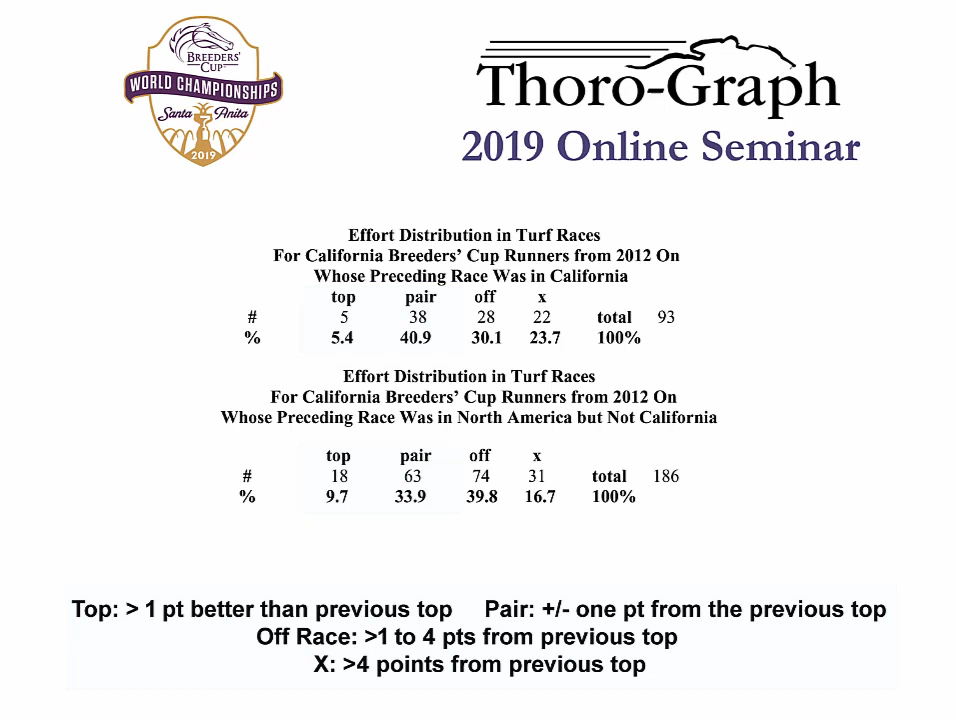 BREEDERS'
CUP
WORLD CHAMPIONSHIPS
Santa Anita
2019
Thoro-Graph
2019 Online Seminar
Effort Distribution in Turf Races
For California Breeders' Cup Runners from 2012 On
Whose Preceding Race Was in California
top pair off x
# 5 38 28 22 total 93
% 5.4 40.9 30.1 23.7 100%
Effort Distribution in Turf Races
For California Breeders' Cup Runners from 2012 On
Whose Preceding Race Was in North America but Not California
top pair off x
# 18 63 74 31 total 186
% 9.7 33.9 39.8 16.7 100%
Top: > 1 pt better than previous top Pair: +/- one pt from the previous top
Off Race: >1 to 4 pts from previous top
X: >4 points from previous top